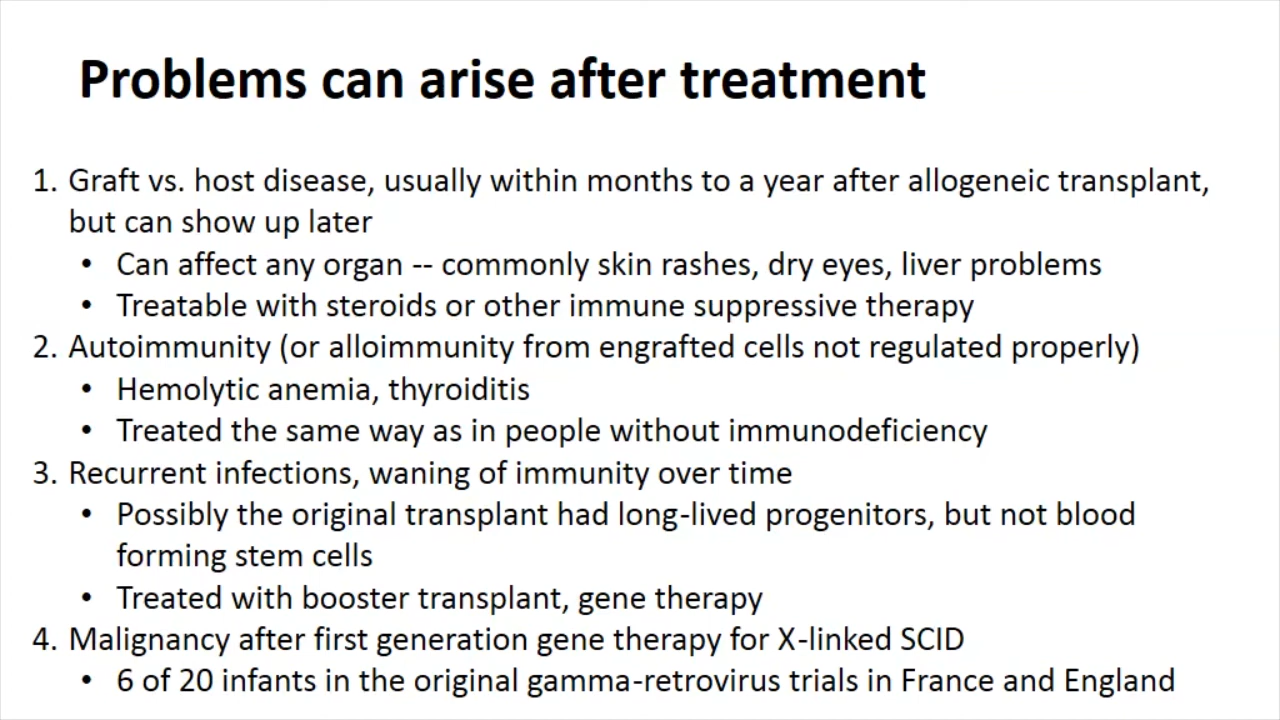 Problems can arise after treatment
1. Graft vs. host disease, usually within months to a year after allogeneic transplant,
but can show up later
• Can affect any organ -- commonly skin rashes, dry eyes, liver problems
• Treatable with steroids or other immune suppressive therapy
2. Autoimmunity (or alloimmunity from engrafted cells not regulated properly)
• Hemolytic anemia, thyroiditis
• Treated the same way as in people without immunodeficiency
3. Recurrent infections, waning of immunity over time
• Possibly the original transplant had long-lived progenitors, but not blood
forming stem cells
• Treated with booster transplant, gene therapy
4. Malignancy after first generation gene therapy for X-linked SCID
• 6 of 20 infants in the original gamma-retrovirus trials in France and England